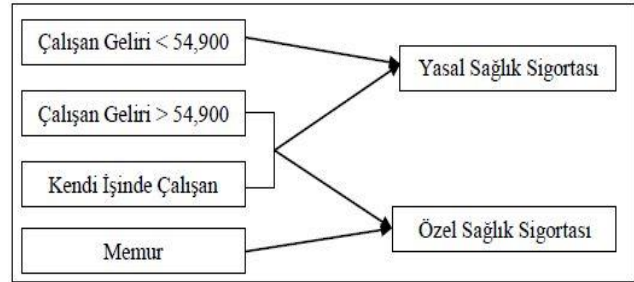 Çalışan Geliri < 54,900
Yasal Sağlık Sigortası
Çalışan Geliri > 54,900
Kendi İşinde Çalışan
Özel Sağlık Sigortası
Memur